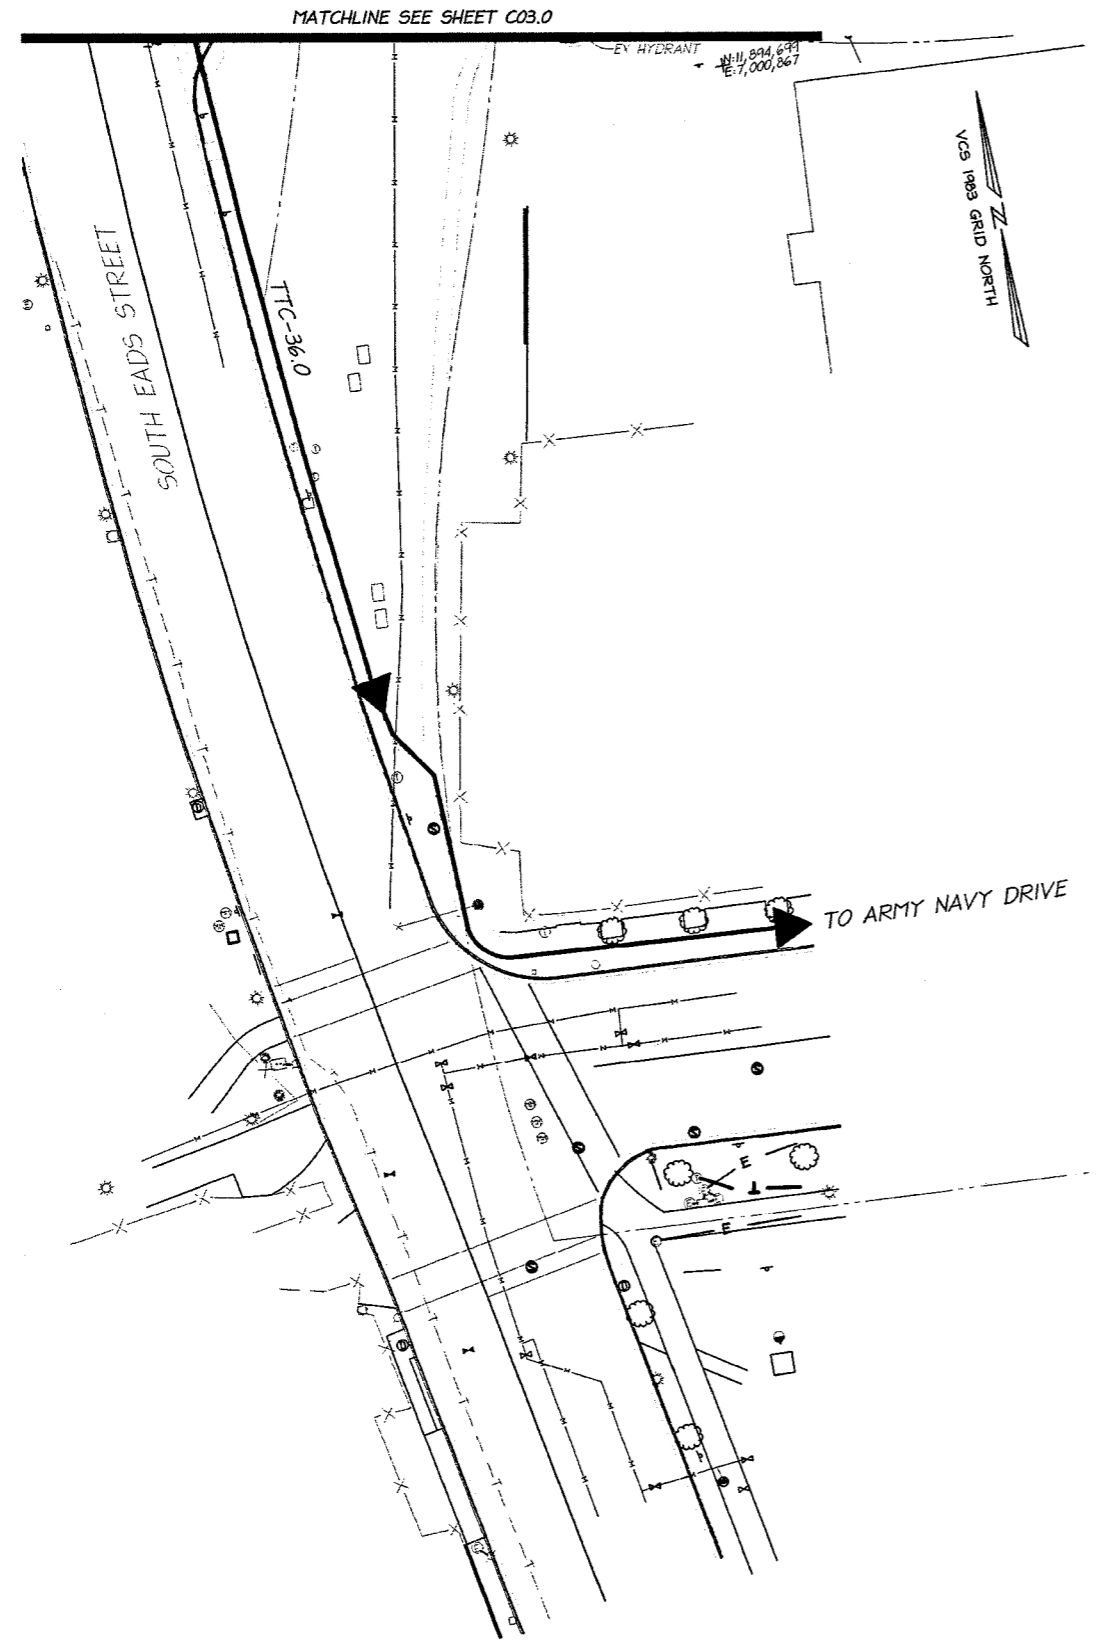 MATCHLINE SEE SHEET C03.0
EX HYDRANT
N:11,894,699
E:7,000,867
VCS 1983 GRID NORTH
SOUTH EADS STREET
TTC-36.0
TO ARMY NAVY DRIVE
E
E